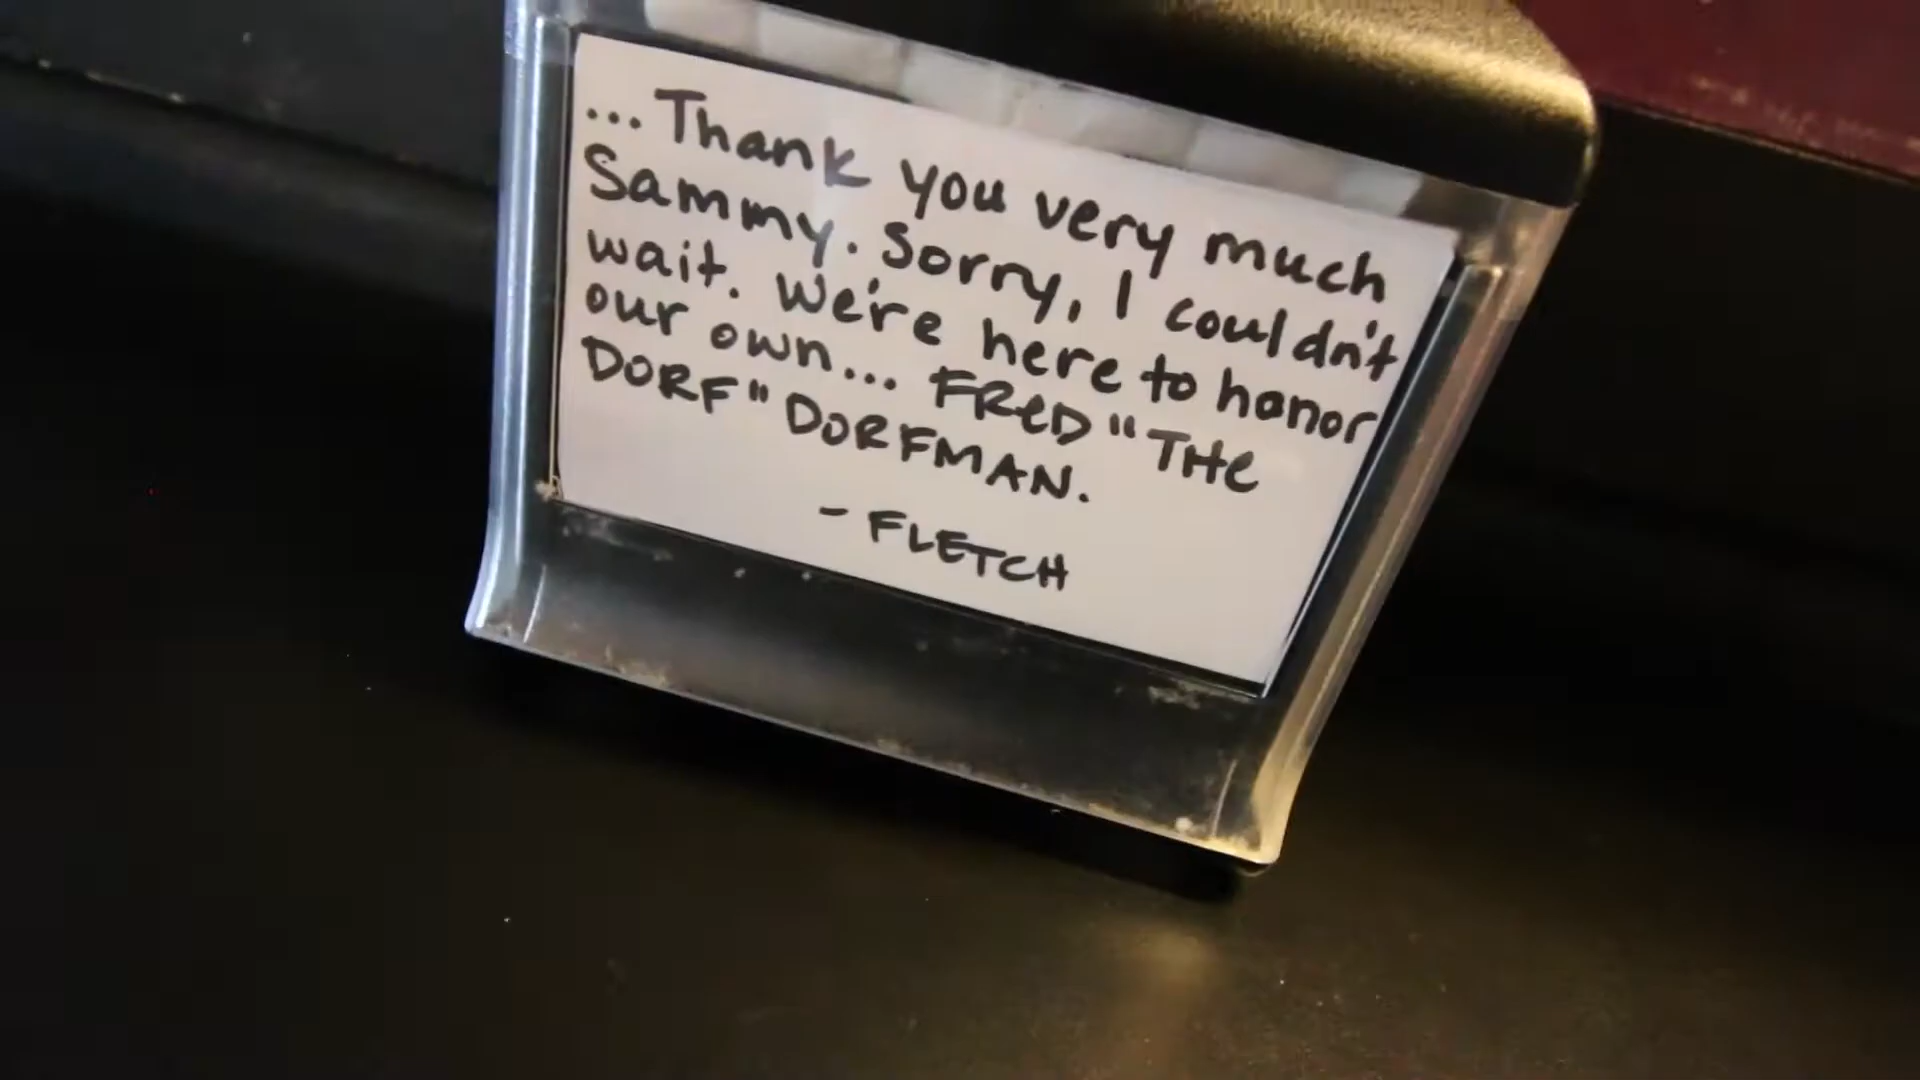 ... Thank you very much
Sammy. Sorry, I couldn't
wait. We're here to honor
our own... FReD "THe
DORF" DORFMAN.
- FLETCH